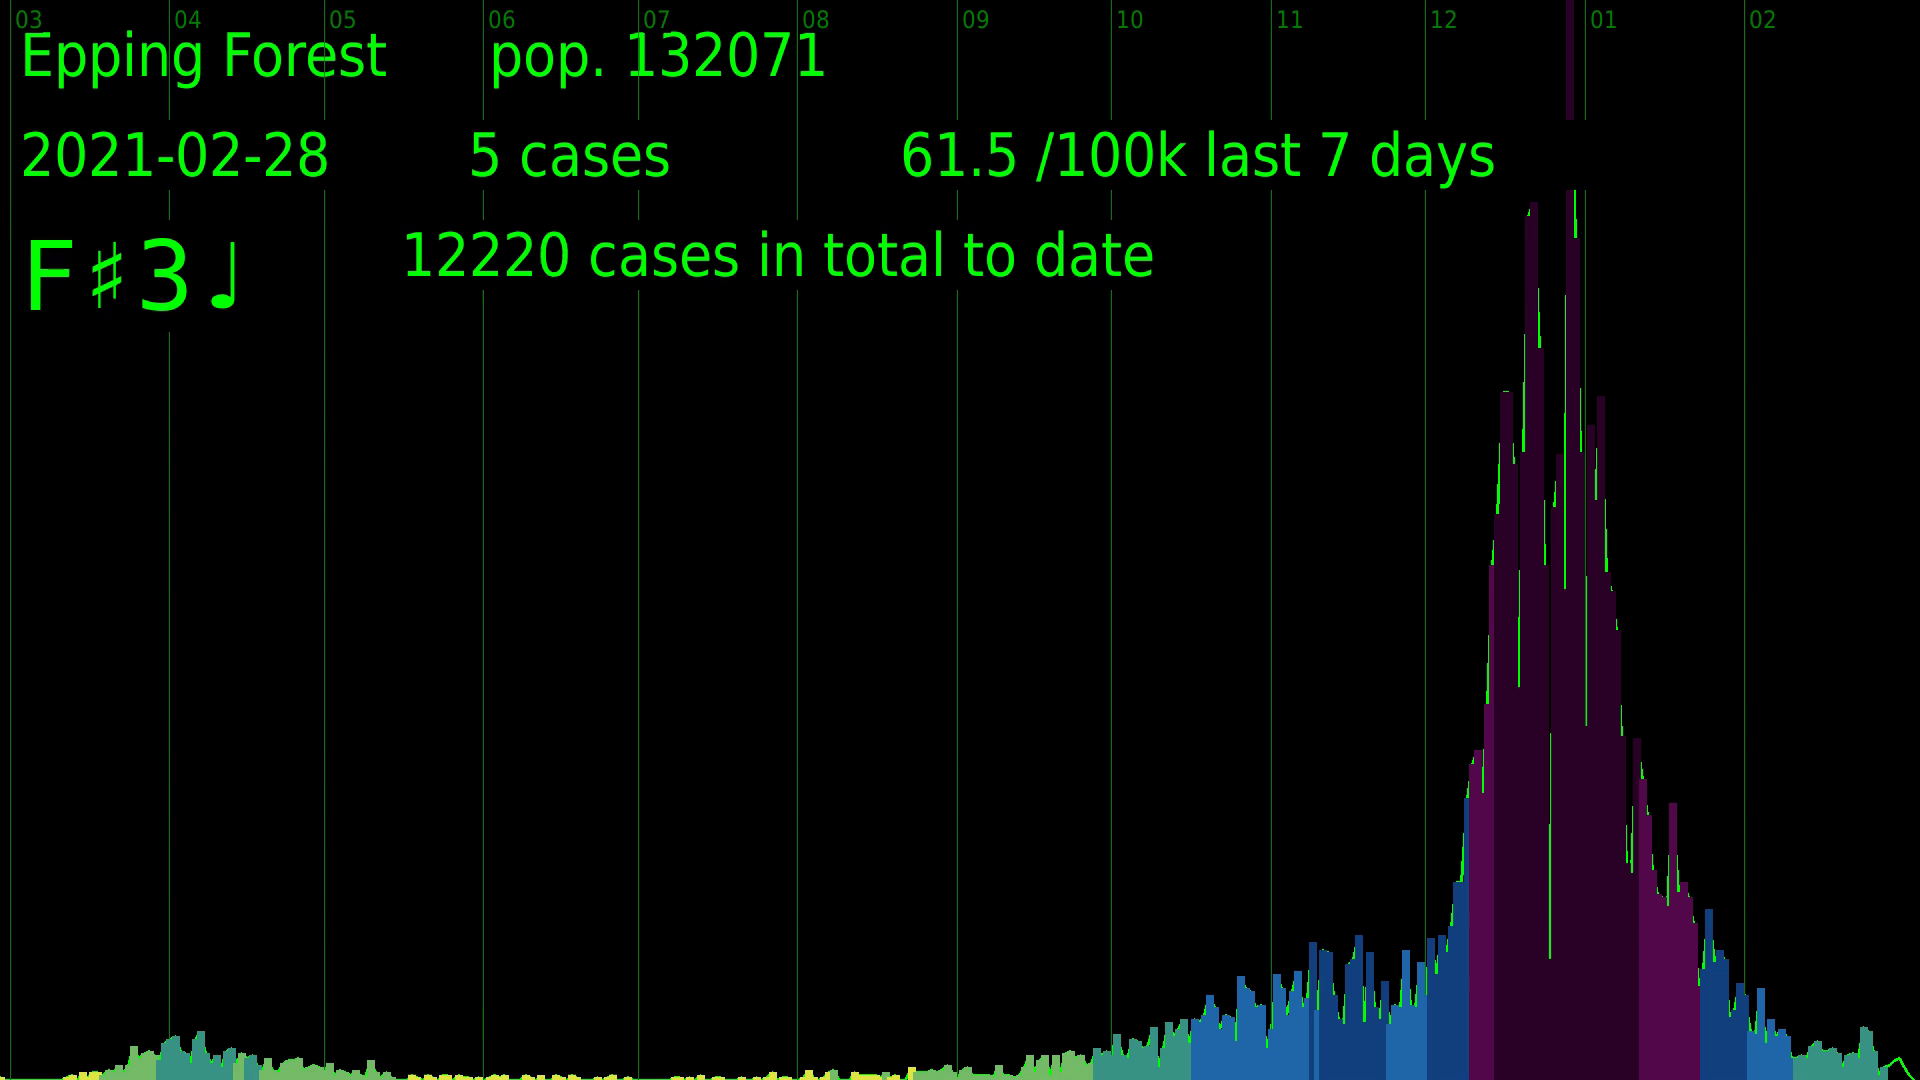 03 04 05 06 07 08 09 10 11 12 01 02
Epping Forest pop. 132071
2021-02-28 5 cases 61.5 /100k last 7 days
F♯3♩ 12220 cases in total to date